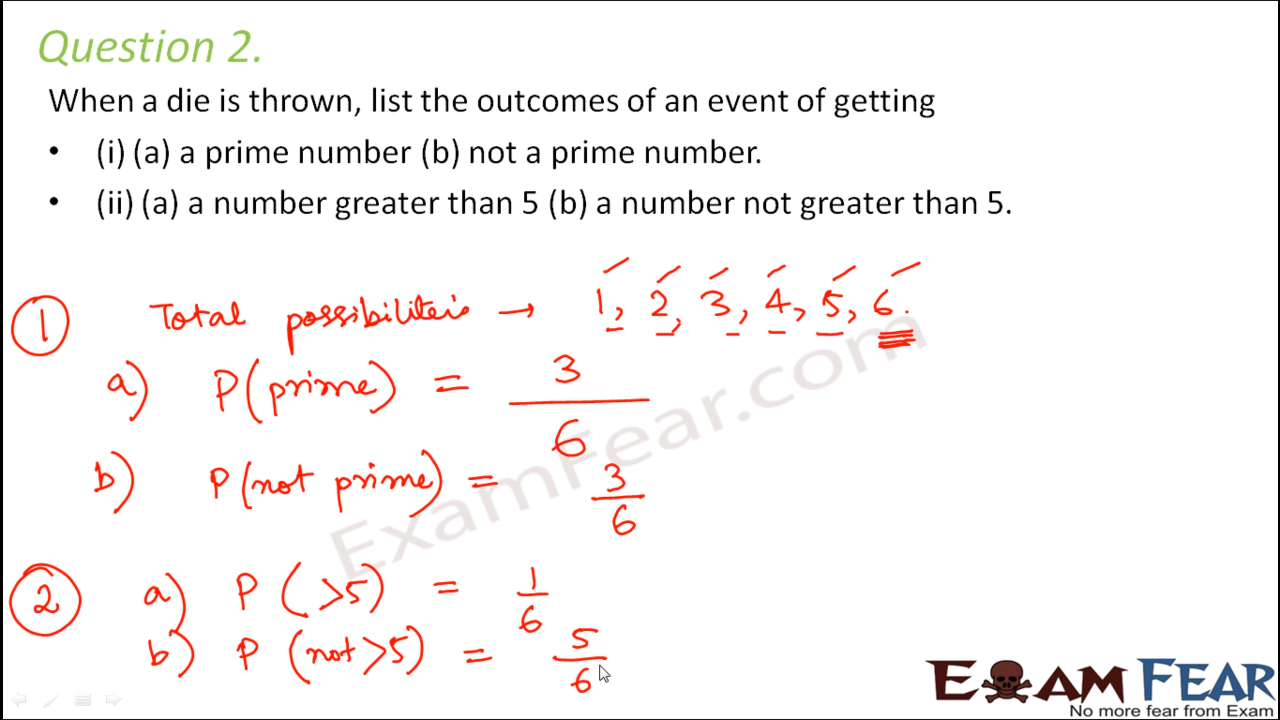 Question 2.
When a die is thrown, list the outcomes of an event of getting
• (i) (a) a prime number (b) not a prime number.
• (ii) (a) a number greater than 5 (b) a number not greater than 5.
1 Total possibiliteis → 1, 2, 3, 4, 5, 6.
a) P(prime) = 3/6
b) P(not prime) = 3/6
2 a) P(>5) = 1/6
b) P(not >5) = 5/6
ExamFear.com
EXAM FEAR
No more fear from Exam